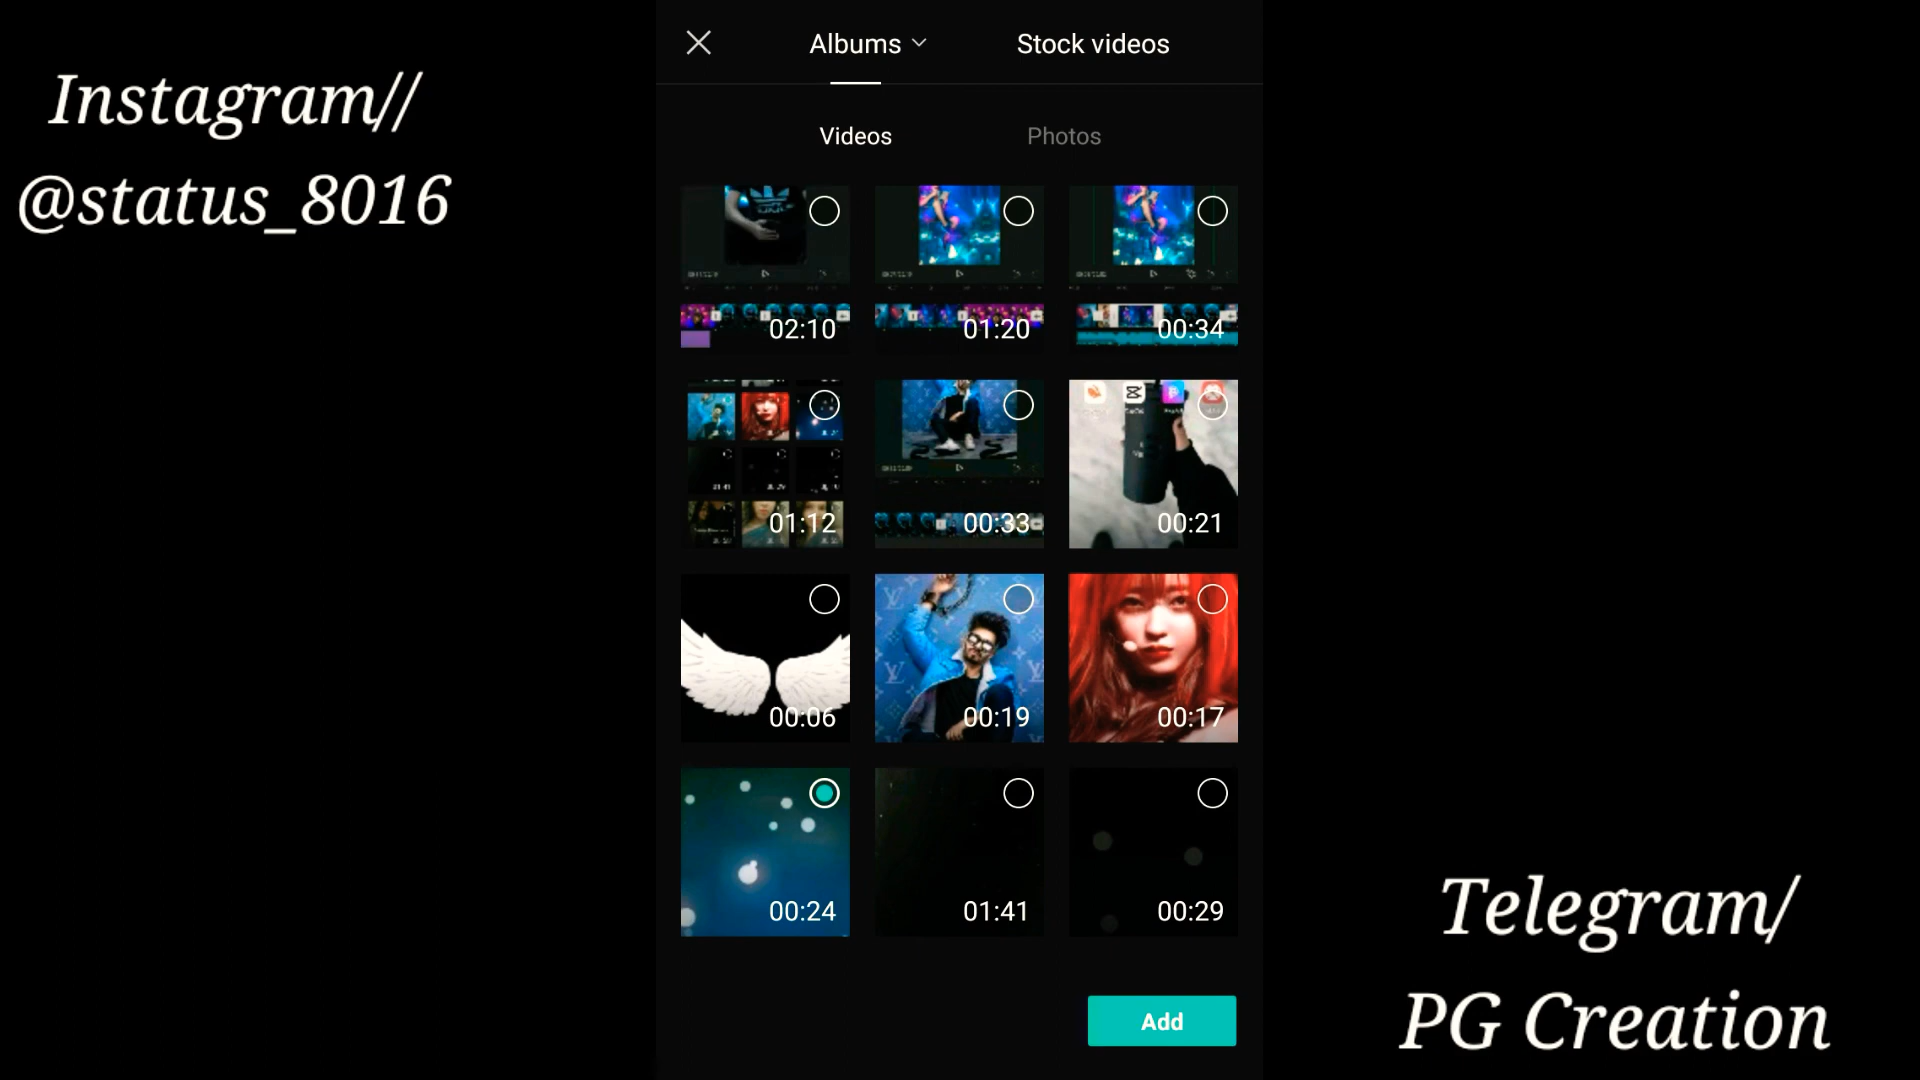 Instagram//
@status_8016
Albums
Stock videos
Videos
Photos
02:10
01:20
00:34
01:12
00:33
00:21
00:06
00:19
00:17
00:24
01:41
00:29
Add
Telegram/
PG Creation